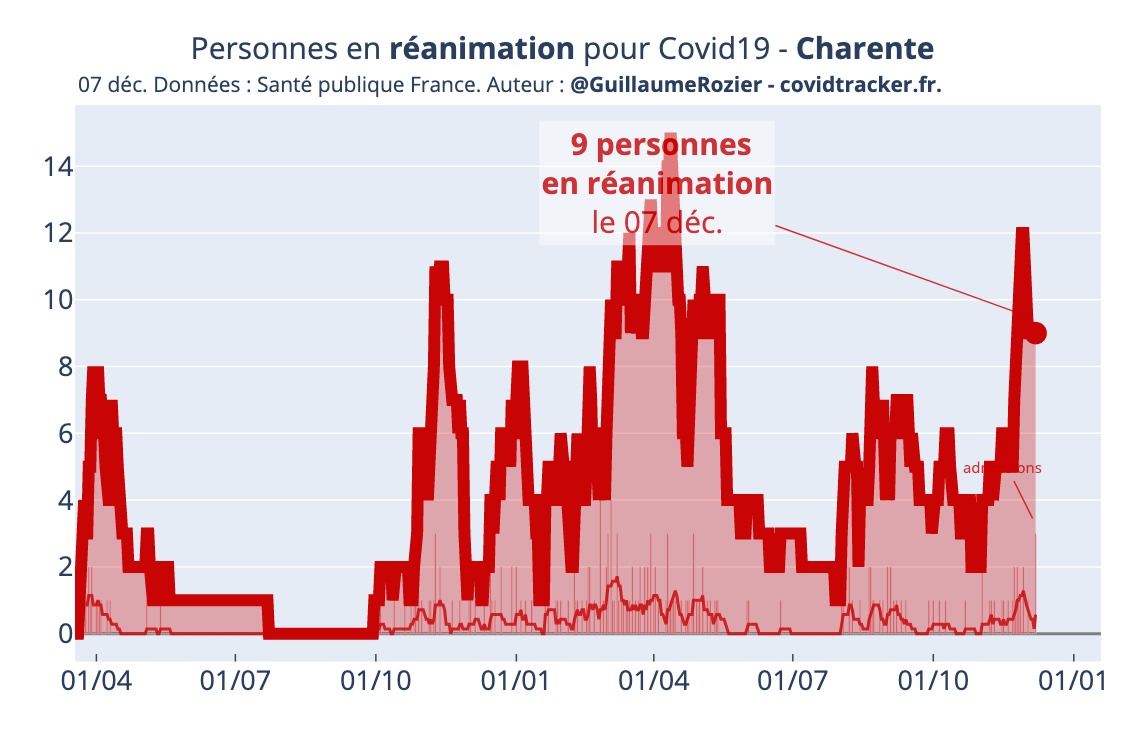 Personnes en réanimation pour Covid19 - Charente
07 déc. Données : Santé publique France. Auteur : @GuillaumeRozier - covidtracker.fr.
9 personnes
en réanimation
le 07 déc.
14
12
10
8
6
4
2
0
admissions
01/04
01/07
01/10
01/01
01/04
01/07
01/10
01/01